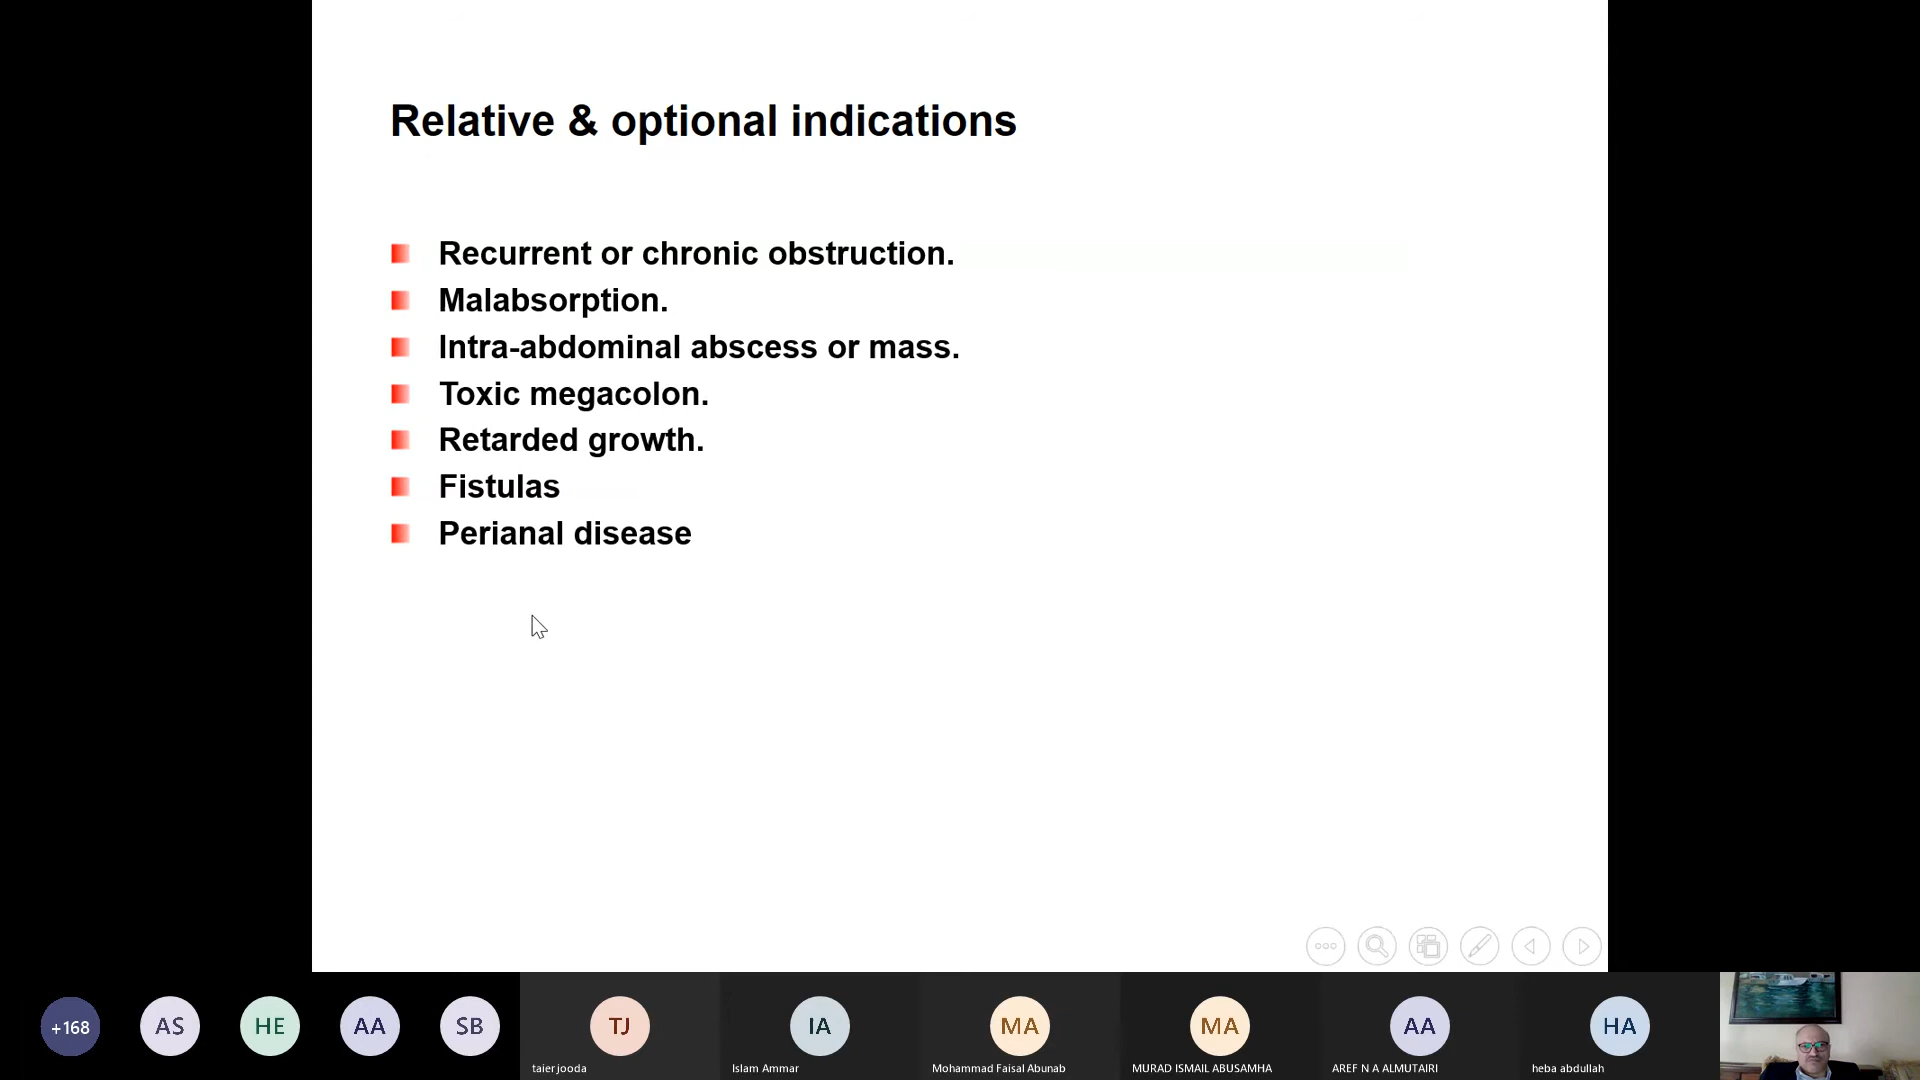 Relative & optional indications
Recurrent or chronic obstruction.
Malabsorption.
Intra-abdominal abscess or mass.
Toxic megacolon.
Retarded growth.
Fistulas
Perianal disease
+168
AS
HE
AA
SB
TJ
IA
MA
MA
AA
HA
taier jooda
Islam Ammar
Mohammad Faisal Abunab
MURAD ISMAIL ABUSAMHA
AREF N A ALMUTAIRI
heba abdullah